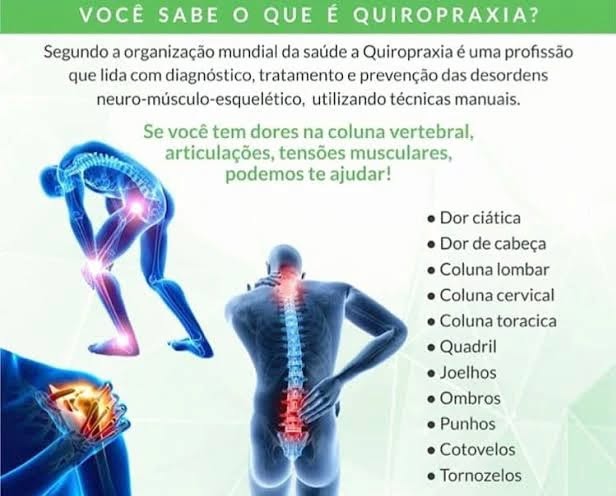 VOCÊ SABE O QUE É QUIROPRAXIA?
Segundo a organização mundial da saúde a Quiropraxia é uma profissão
que lida com diagnóstico, tratamento e prevenção das desordens
neuro-músculo-esquelético, utilizando técnicas manuais.
Se você tem dores na coluna vertebral,
articulações, tensões musculares,
podemos te ajudar!
• Dor ciática
• Dor de cabeça
• Coluna lombar
• Coluna cervical
• Coluna toracica
• Quadril
• Joelhos
• Ombros
• Punhos
• Cotovelos
• Tornozelos